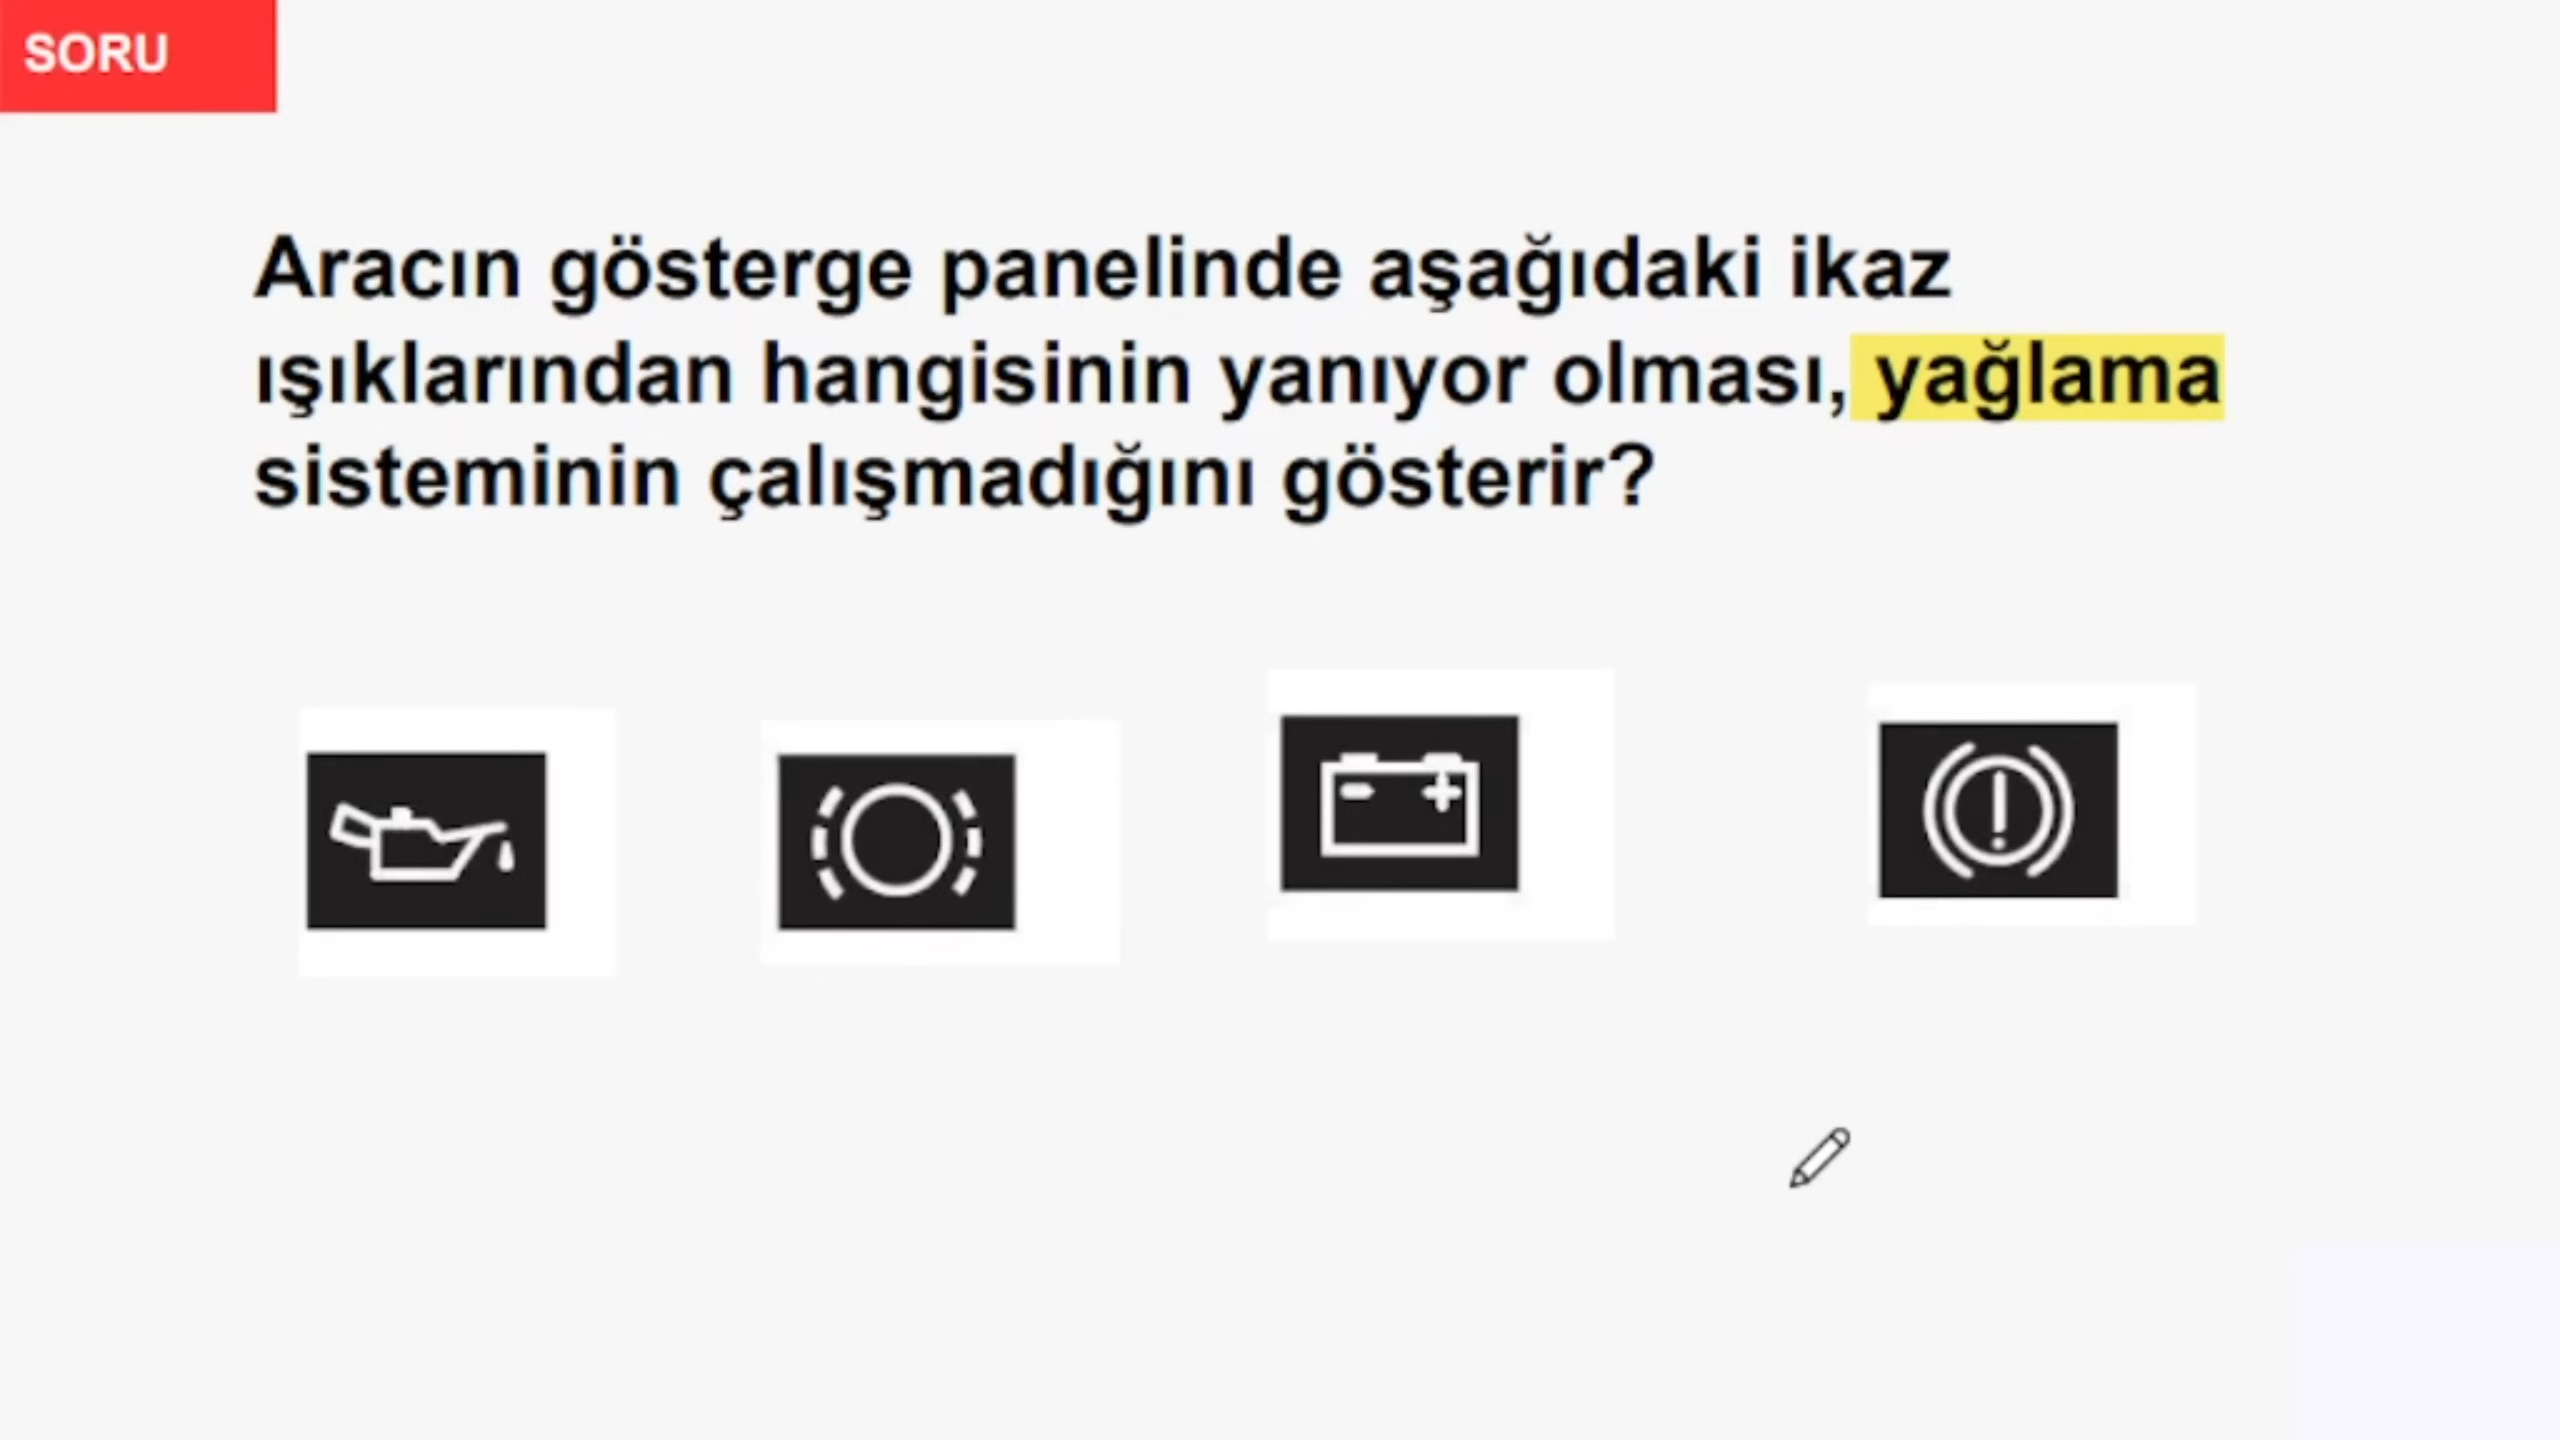 SORU
Aracın gösterge panelinde aşağıdaki ikaz
ışıklarından hangisinin yanıyor olması, yağlama
sisteminin çalışmadığını gösterir?